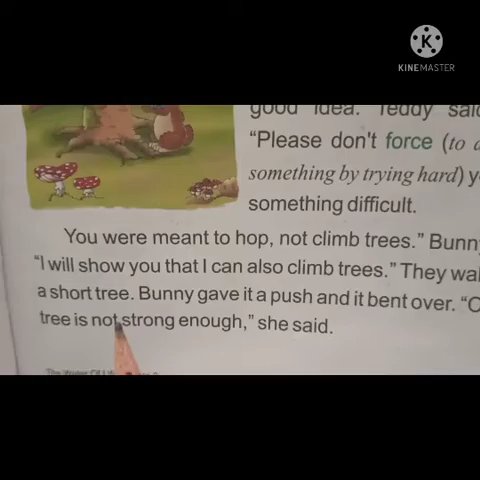 KINEMASTER
good idea." Teddy said
"Please don't force (to
something by trying hard)
something difficult.
You were meant to hop, not climb trees." Bunny
"I will show you that I can also climb trees." They
a short tree. Bunny gave it a push and it bent over.
tree is not strong enough," she said.